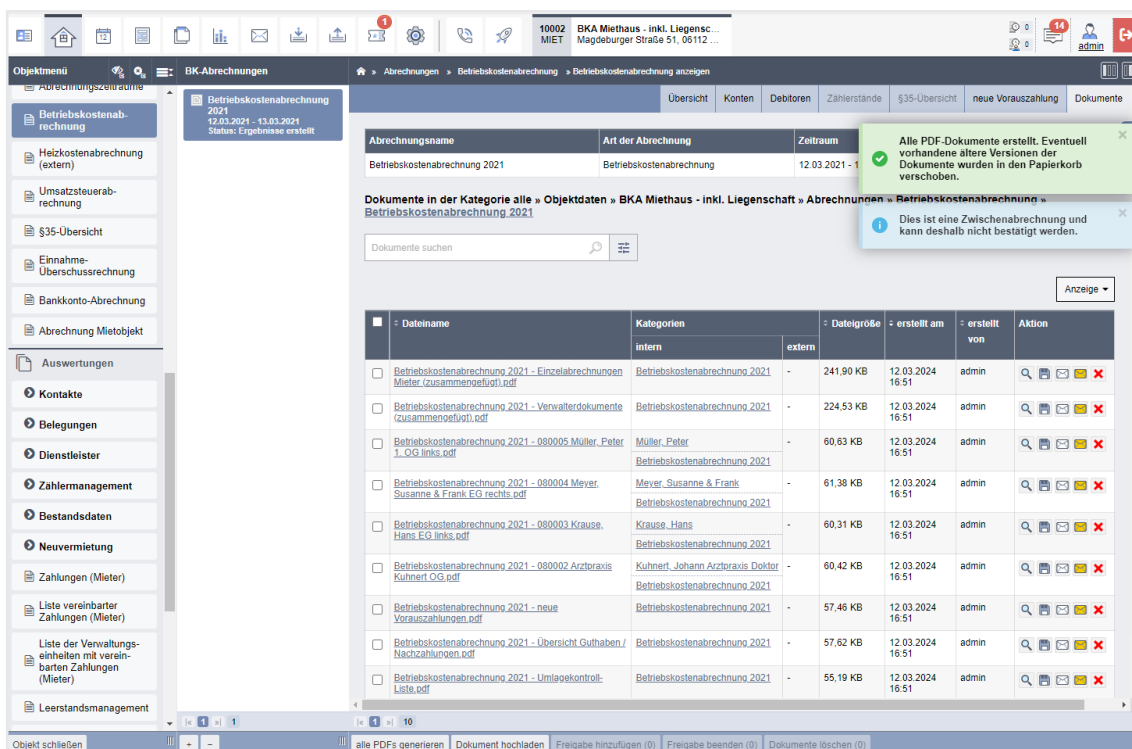 1
10002
MIET
BKA Miethaus - inkl. Liegensc...
Magdeburger Straße 51, 06112 ...
0
0
14
admin
12
Objektmenü
BK-Abrechnungen
» Abrechnungen » Betriebskostenabrechnung » Betriebskostenabrechnung anzeigen
Abrechnungszeiträume
Betriebskostenab-
rechnung
Heizkostenabrechnung
(extern)
Umsatzsteuerab-
rechnung
§35-Übersicht
Einnahme-
Überschussrechnung
Bankkonto-Abrechnung
Abrechnung Mietobjekt
Auswertungen
Kontakte
Belegungen
Dienstleister
Zählermanagement
Bestandsdaten
Neuvermietung
Zahlungen (Mieter)
Liste vereinbarter
Zahlungen (Mieter)
Liste der Verwaltungs-
einheiten mit verein-
barten Zahlungen
(Mieter)
Leerstandsmanagement
Objekt schließen
Betriebskostenabrechnung
2021
12.03.2021 - 13.03.2021
Status: Ergebnisse erstellt
|« 1 »| 1
+ −
Übersicht Konten Debitoren Zählerstände §35-Übersicht neue Vorauszahlung Dokumente
Abrechnungsname Art der Abrechnung Zeitraum
Betriebskostenabrechnung 2021 Betriebskostenabrechnung 12.03.2021 - 1
Alle PDF-Dokumente erstellt. Eventuell
vorhandene ältere Versionen der
Dokumente wurden in den Papierkorb
verschoben.
Dies ist eine Zwischenabrechnung und
kann deshalb nicht bestätigt werden.
Dokumente in der Kategorie alle » Objektdaten » BKA Miethaus - inkl. Liegenschaft » Abrechnungen » Betriebskostenabrechnung »
Betriebskostenabrechnung 2021
Dokumente suchen
Anzeige
Dateiname Kategorien Dateigröße erstellt am erstellt von Aktion
intern extern
Betriebskostenabrechnung 2021 - Einzelabrechnungen Betriebskostenabrechnung 2021 - 241,90 KB 12.03.2024 admin
Mieter (zusammengefügt).pdf 16:51
Betriebskostenabrechnung 2021 - Verwalterdokumente Betriebskostenabrechnung 2021 - 224,53 KB 12.03.2024 admin
(zusammengefügt).pdf 16:51
Betriebskostenabrechnung 2021 - 080005 Müller, Peter Müller, Peter - 60,63 KB 12.03.2024 admin
1. OG links.pdf 16:51
Betriebskostenabrechnung 2021
Betriebskostenabrechnung 2021 - 080004 Meyer, Meyer, Susanne & Frank - 61,38 KB 12.03.2024 admin
Susanne & Frank EG rechts.pdf 16:51
Betriebskostenabrechnung 2021
Betriebskostenabrechnung 2021 - 080003 Krause, Krause, Hans - 60,31 KB 12.03.2024 admin
Hans EG links.pdf 16:51
Betriebskostenabrechnung 2021
Betriebskostenabrechnung 2021 - 080002 Arztpraxis Kuhnert, Johann Arztpraxis Doktor - 60,42 KB 12.03.2024 admin
Kuhnert OG.pdf 16:51
Betriebskostenabrechnung 2021
Betriebskostenabrechnung 2021 - neue Betriebskostenabrechnung 2021 - 57,46 KB 12.03.2024 admin
Vorauszahlungen.pdf 16:51
Betriebskostenabrechnung 2021 - Übersicht Guthaben / Betriebskostenabrechnung 2021 - 57,62 KB 12.03.2024 admin
Nachzahlungen.pdf 16:51
Betriebskostenabrechnung 2021 - Umlagekontroll- Betriebskostenabrechnung 2021 - 55,19 KB 12.03.2024 admin
Liste.pdf 16:51
|« 1 »| 10
alle PDFs generieren Dokument hochladen Freigabe hinzufügen (0) Freigabe beenden (0) Dokumente löschen (0)